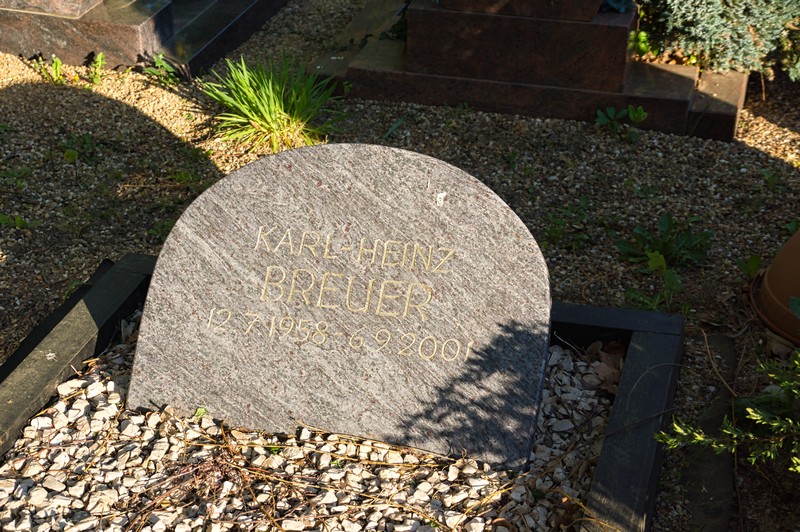 KARL-HEINZ
BREUER
12.7.1958 - 6.9.2001